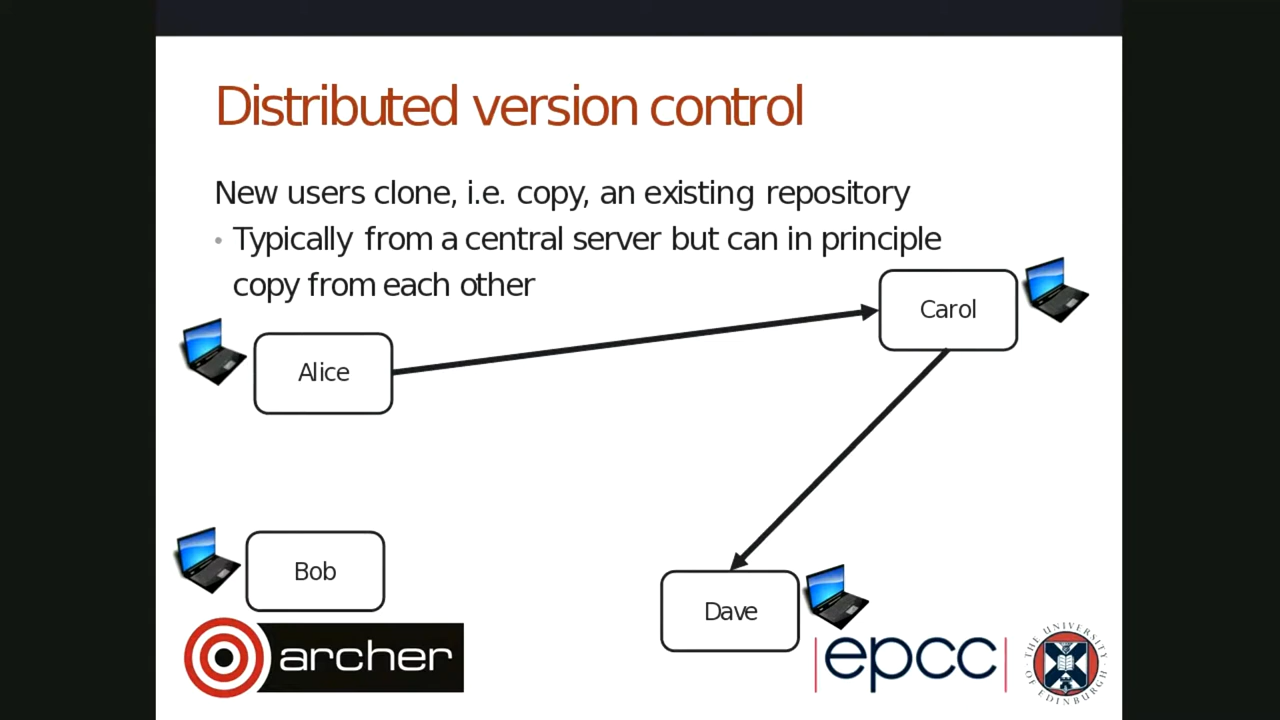 Distributed version control
New users clone, i.e. copy, an existing repository
• Typically from a central server but can in principle
copy from each other
Carol
Alice
Bob
Dave
archer
|epcc|
THE UNIVERSITY
OF EDINBURGH